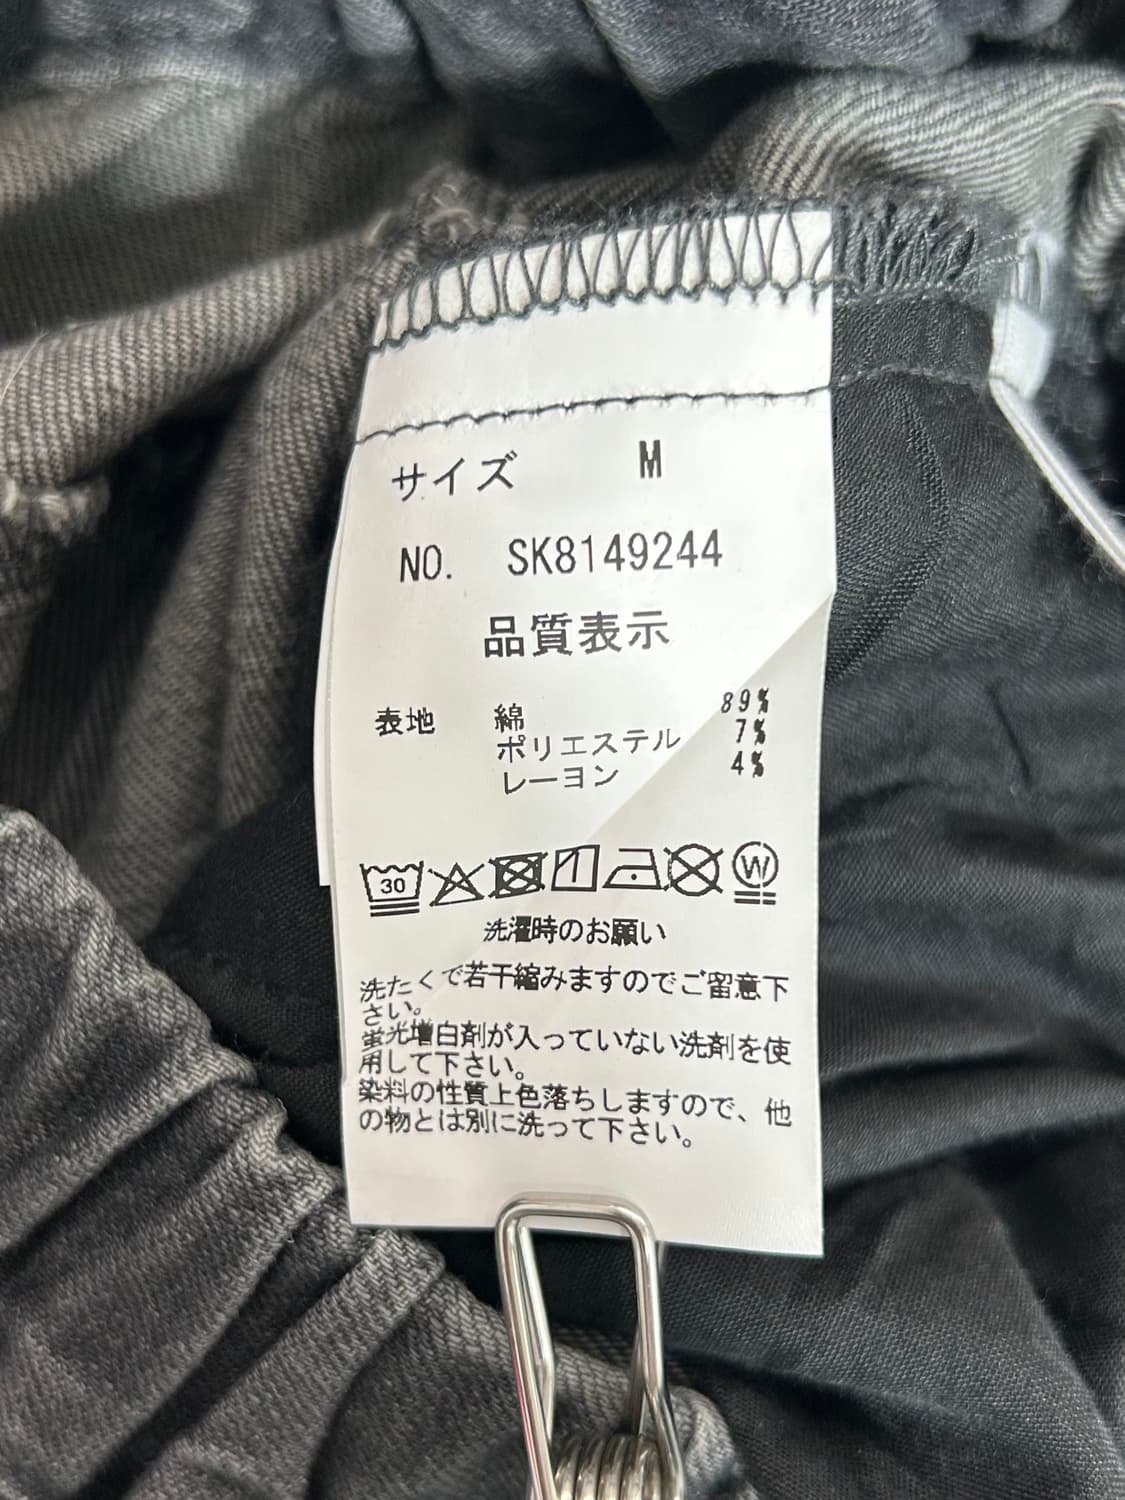 サイズ M
NO. SK8149244
品質表示
表地 綿 89%
ポリエステル 7%
レーヨン 4%
30 W
洗濯時のお願い
洗たくで若干縮みますのでご留意下
さい。
蛍光増白剤が入っていない洗剤を使
用して下さい。
染料の性質上色落ちしますので、他
の物とは別に洗って下さい。